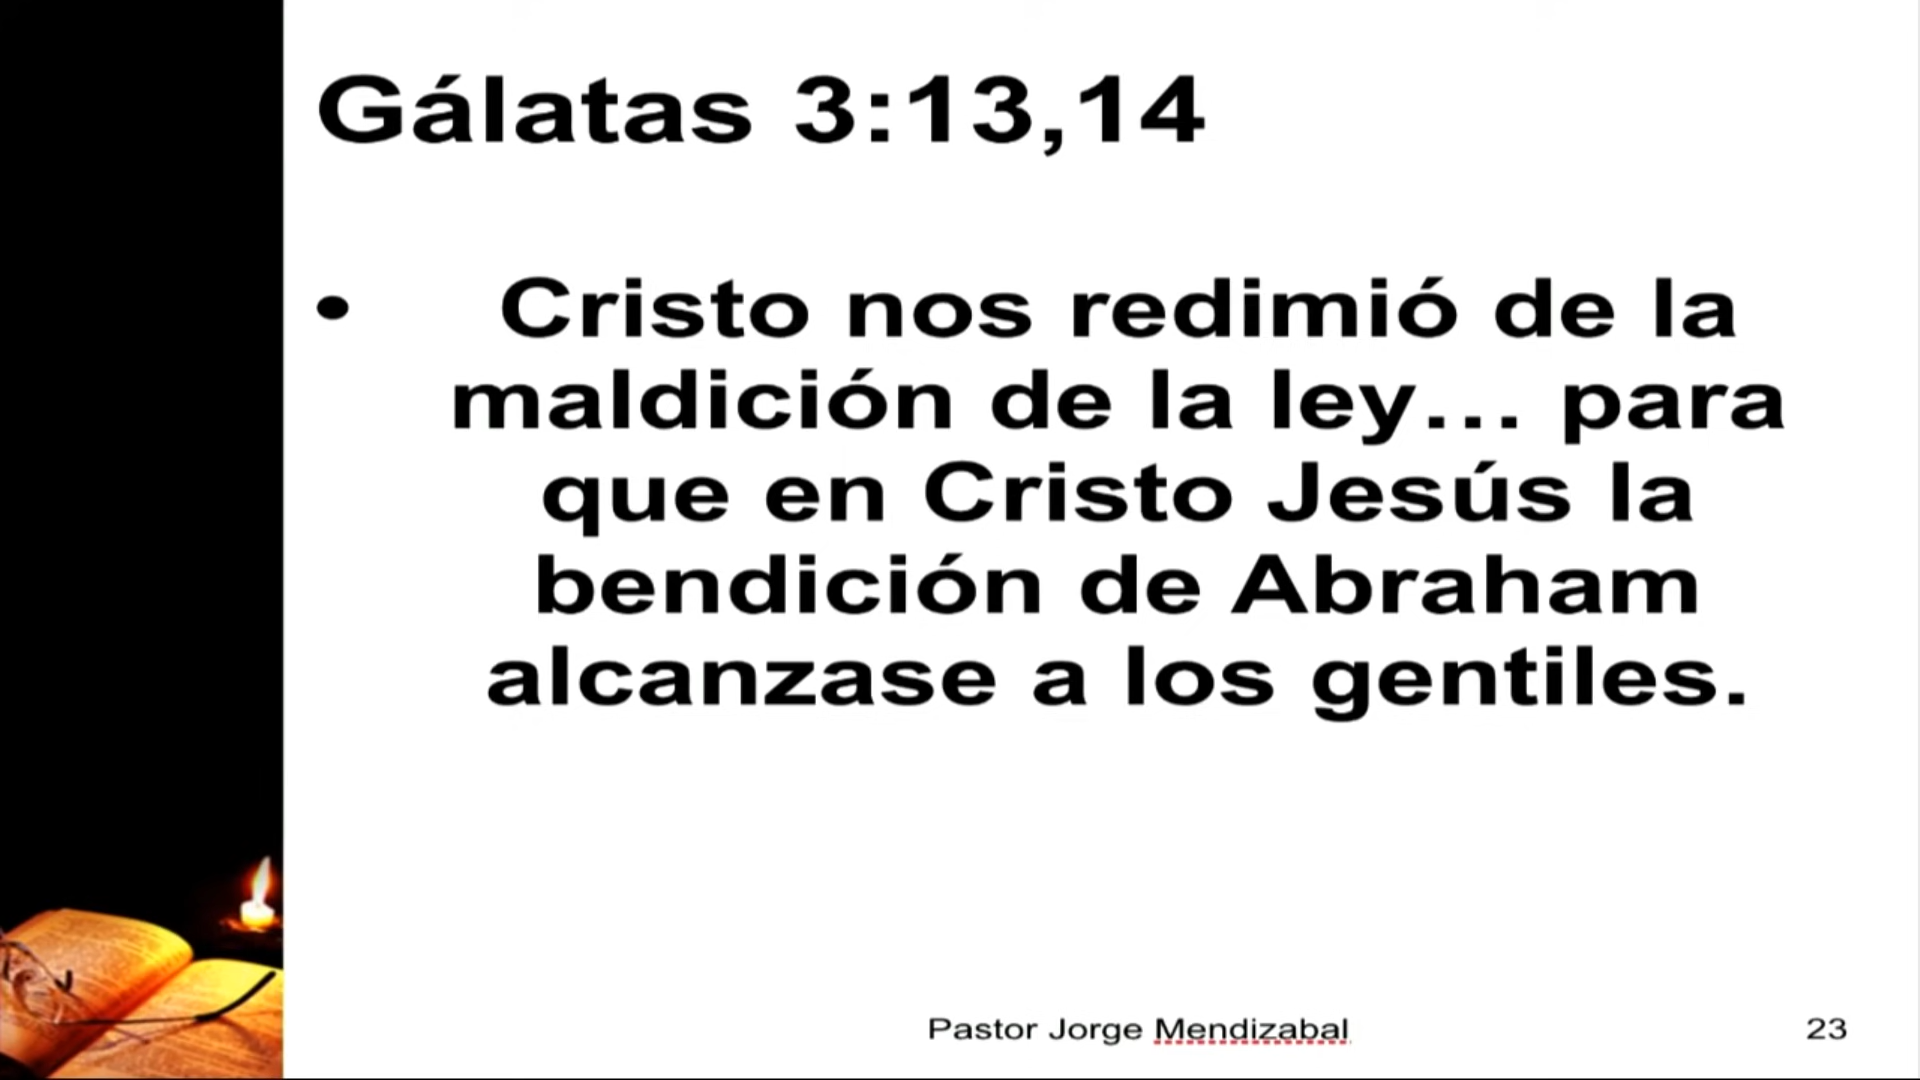 Gálatas 3:13,14
• Cristo nos redimió de la
maldición de la ley... para
que en Cristo Jesús la
bendición de Abraham
alcanzase a los gentiles.
Pastor Jorge Mendizabal
23